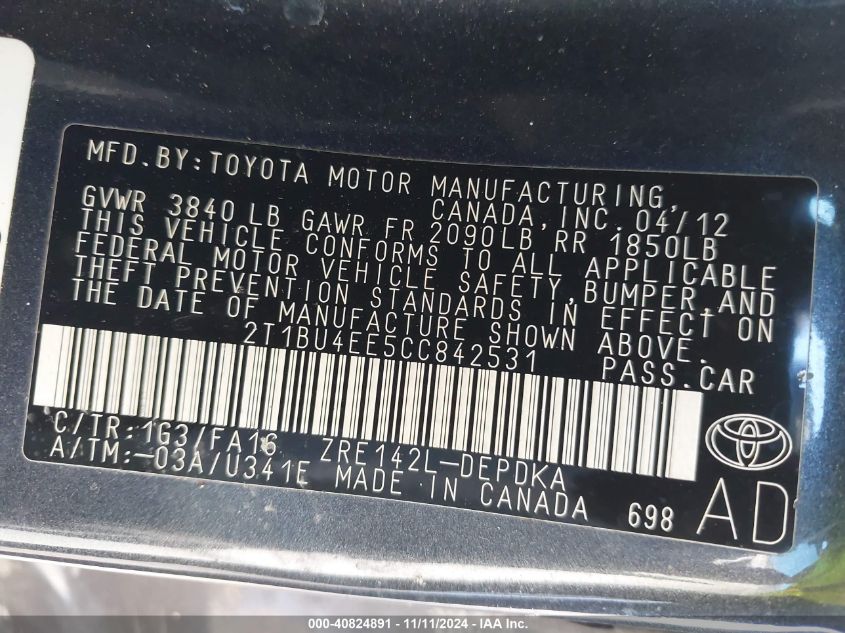 MFD.BY:TOYOTA MOTOR MANUFACTURING,
CANADA, INC. 04/12
GVWR 3840 LB GAWR FR 2090LB RR 1850LB
THIS VEHICLE CONFORMS TO ALL APPLICABLE
FEDERAL MOTOR VEHICLE SAFETY,BUMPER,AND
THEFT PREVENTION STANDARDS IN EFFECT ON
THE DATE OF MANUFACTURE SHOWN ABOVE.
2T1BU4EE5CC842531 PASS.CAR
C/TR:1G3/FA16 ZRE142L-DEPDKA
A/TM:-03A/U341E MADE IN CANADA 698 AD
000-40824891 - 11/11/2024 - IAA Inc.